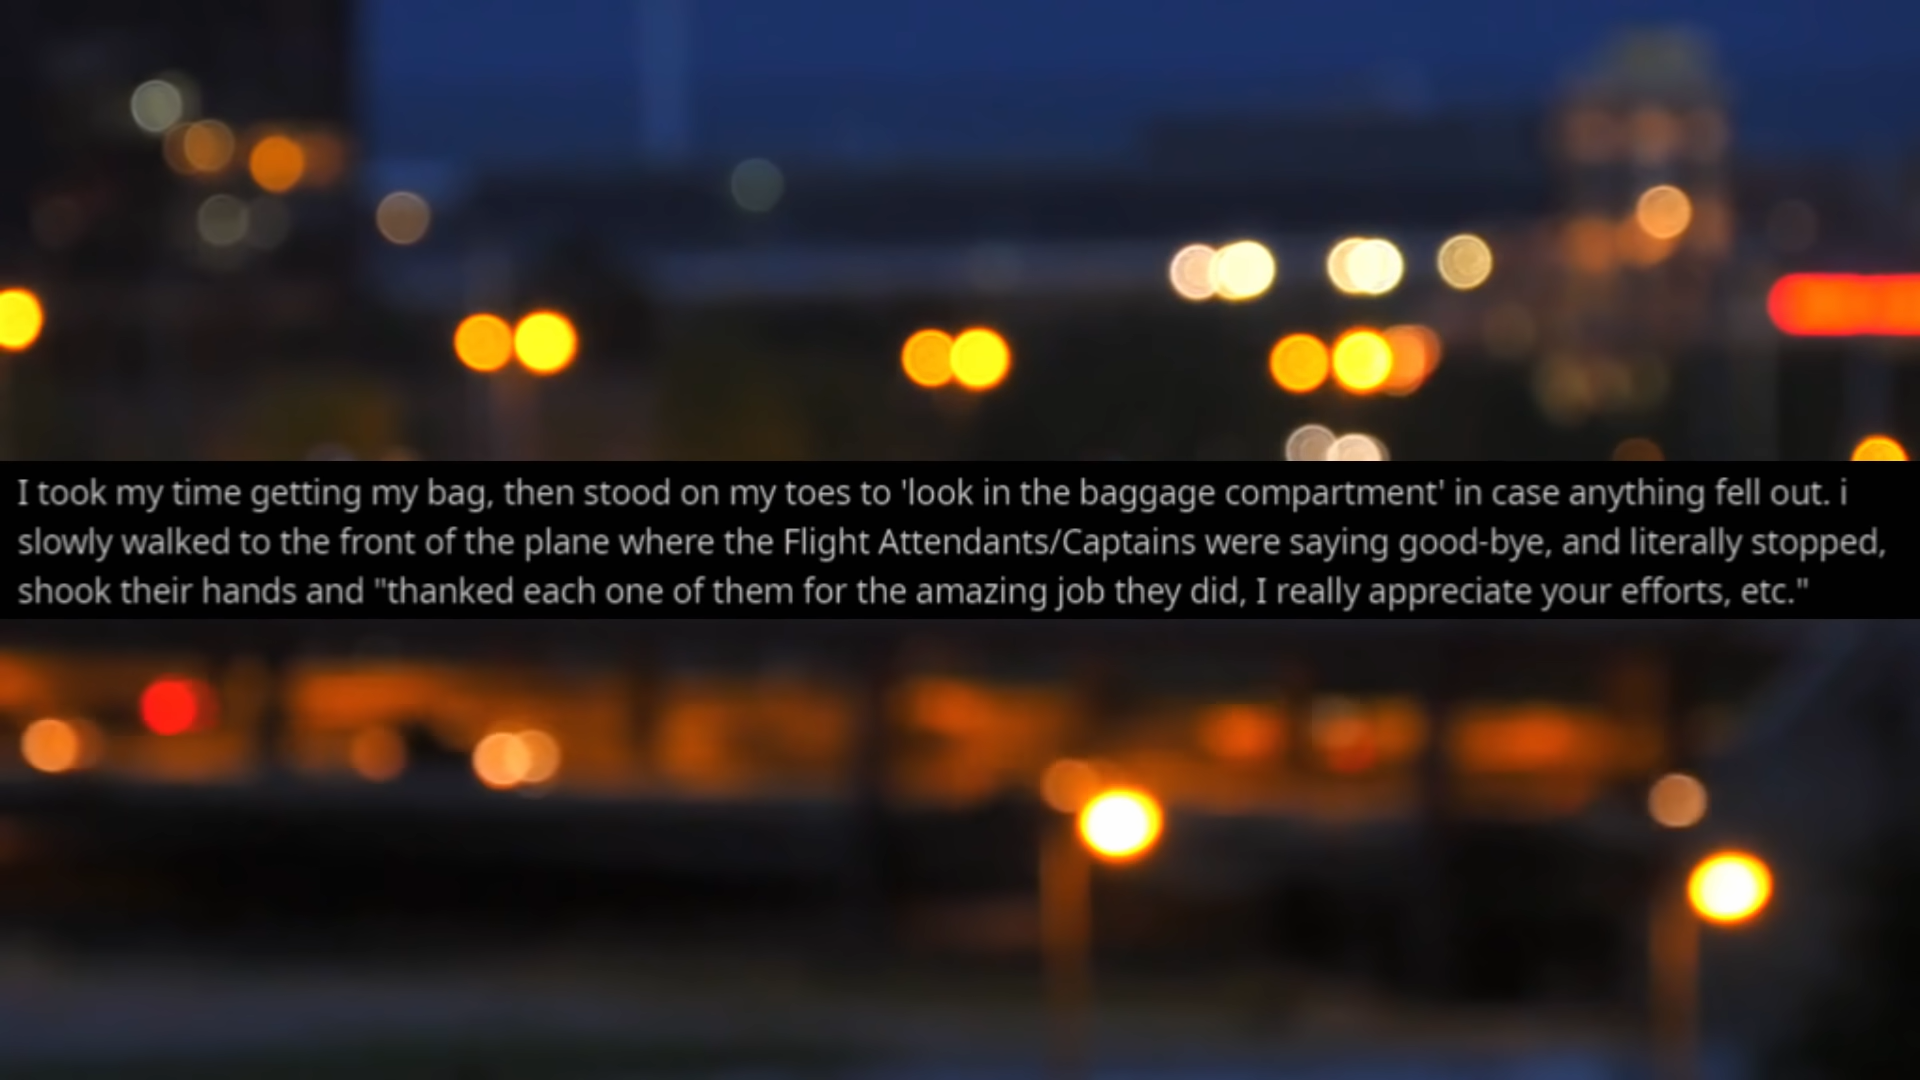 I took my time getting my bag, then stood on my toes to 'look in the baggage compartment' in case anything fell out. i
slowly walked to the front of the plane where the Flight Attendants/Captains were saying good-bye, and literally stopped,
shook their hands and "thanked each one of them for the amazing job they did, I really appreciate your efforts, etc."